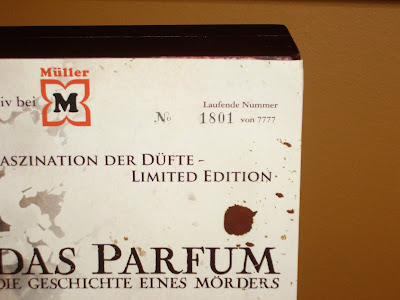 Müller
iv bei M
Laufende Nummer
No 1801 von 7777
ASZINATION DER DÜFTE -
LIMITED EDITION
DAS PARFUM
DIE GESCHICHTE EINES MÖRDERS